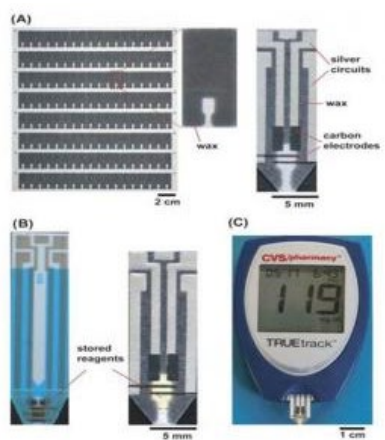 (A)
silver
circuits
wax
carbon
electrodes
wax
2 cm
5 mm
(B)
(C)
stored
reagents
5 mm
CVS/pharmacy
119
TRUEtrack™
1 cm